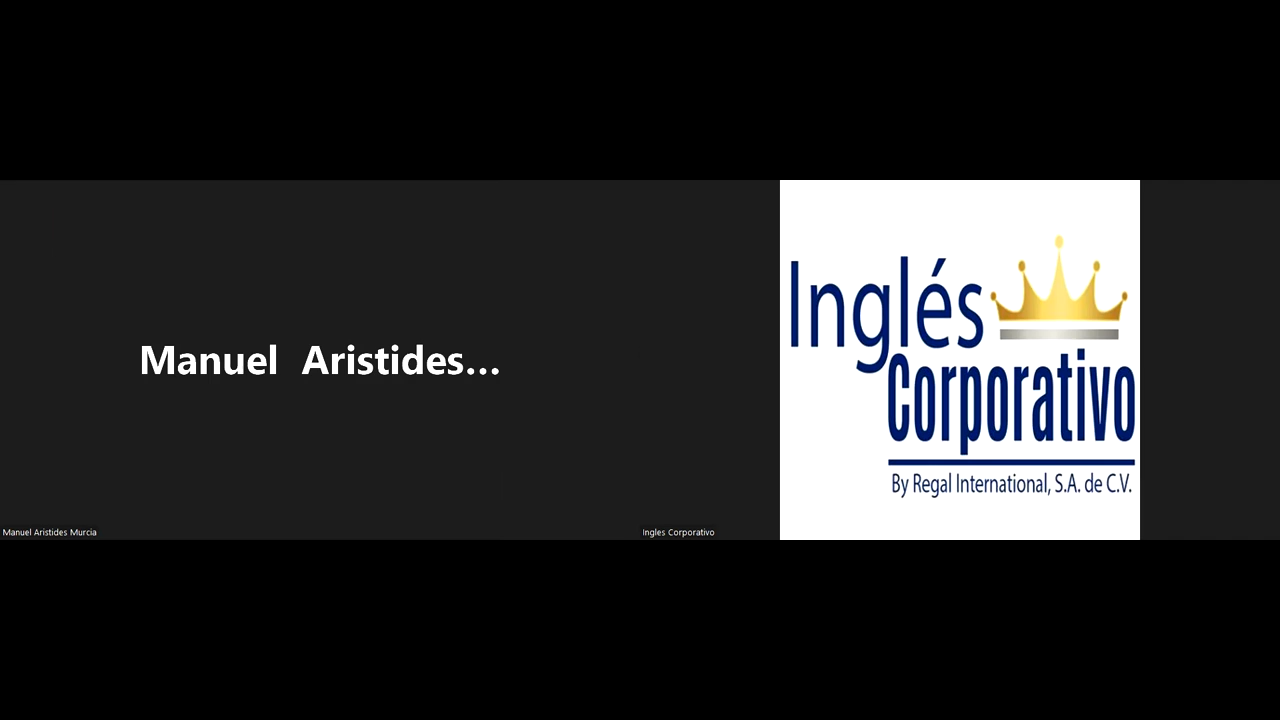 Manuel Aristides...
Manuel Aristides Murcia
Inglés
Corporativo
By Regal International, S.A. de C.V.
Ingles Corporativo